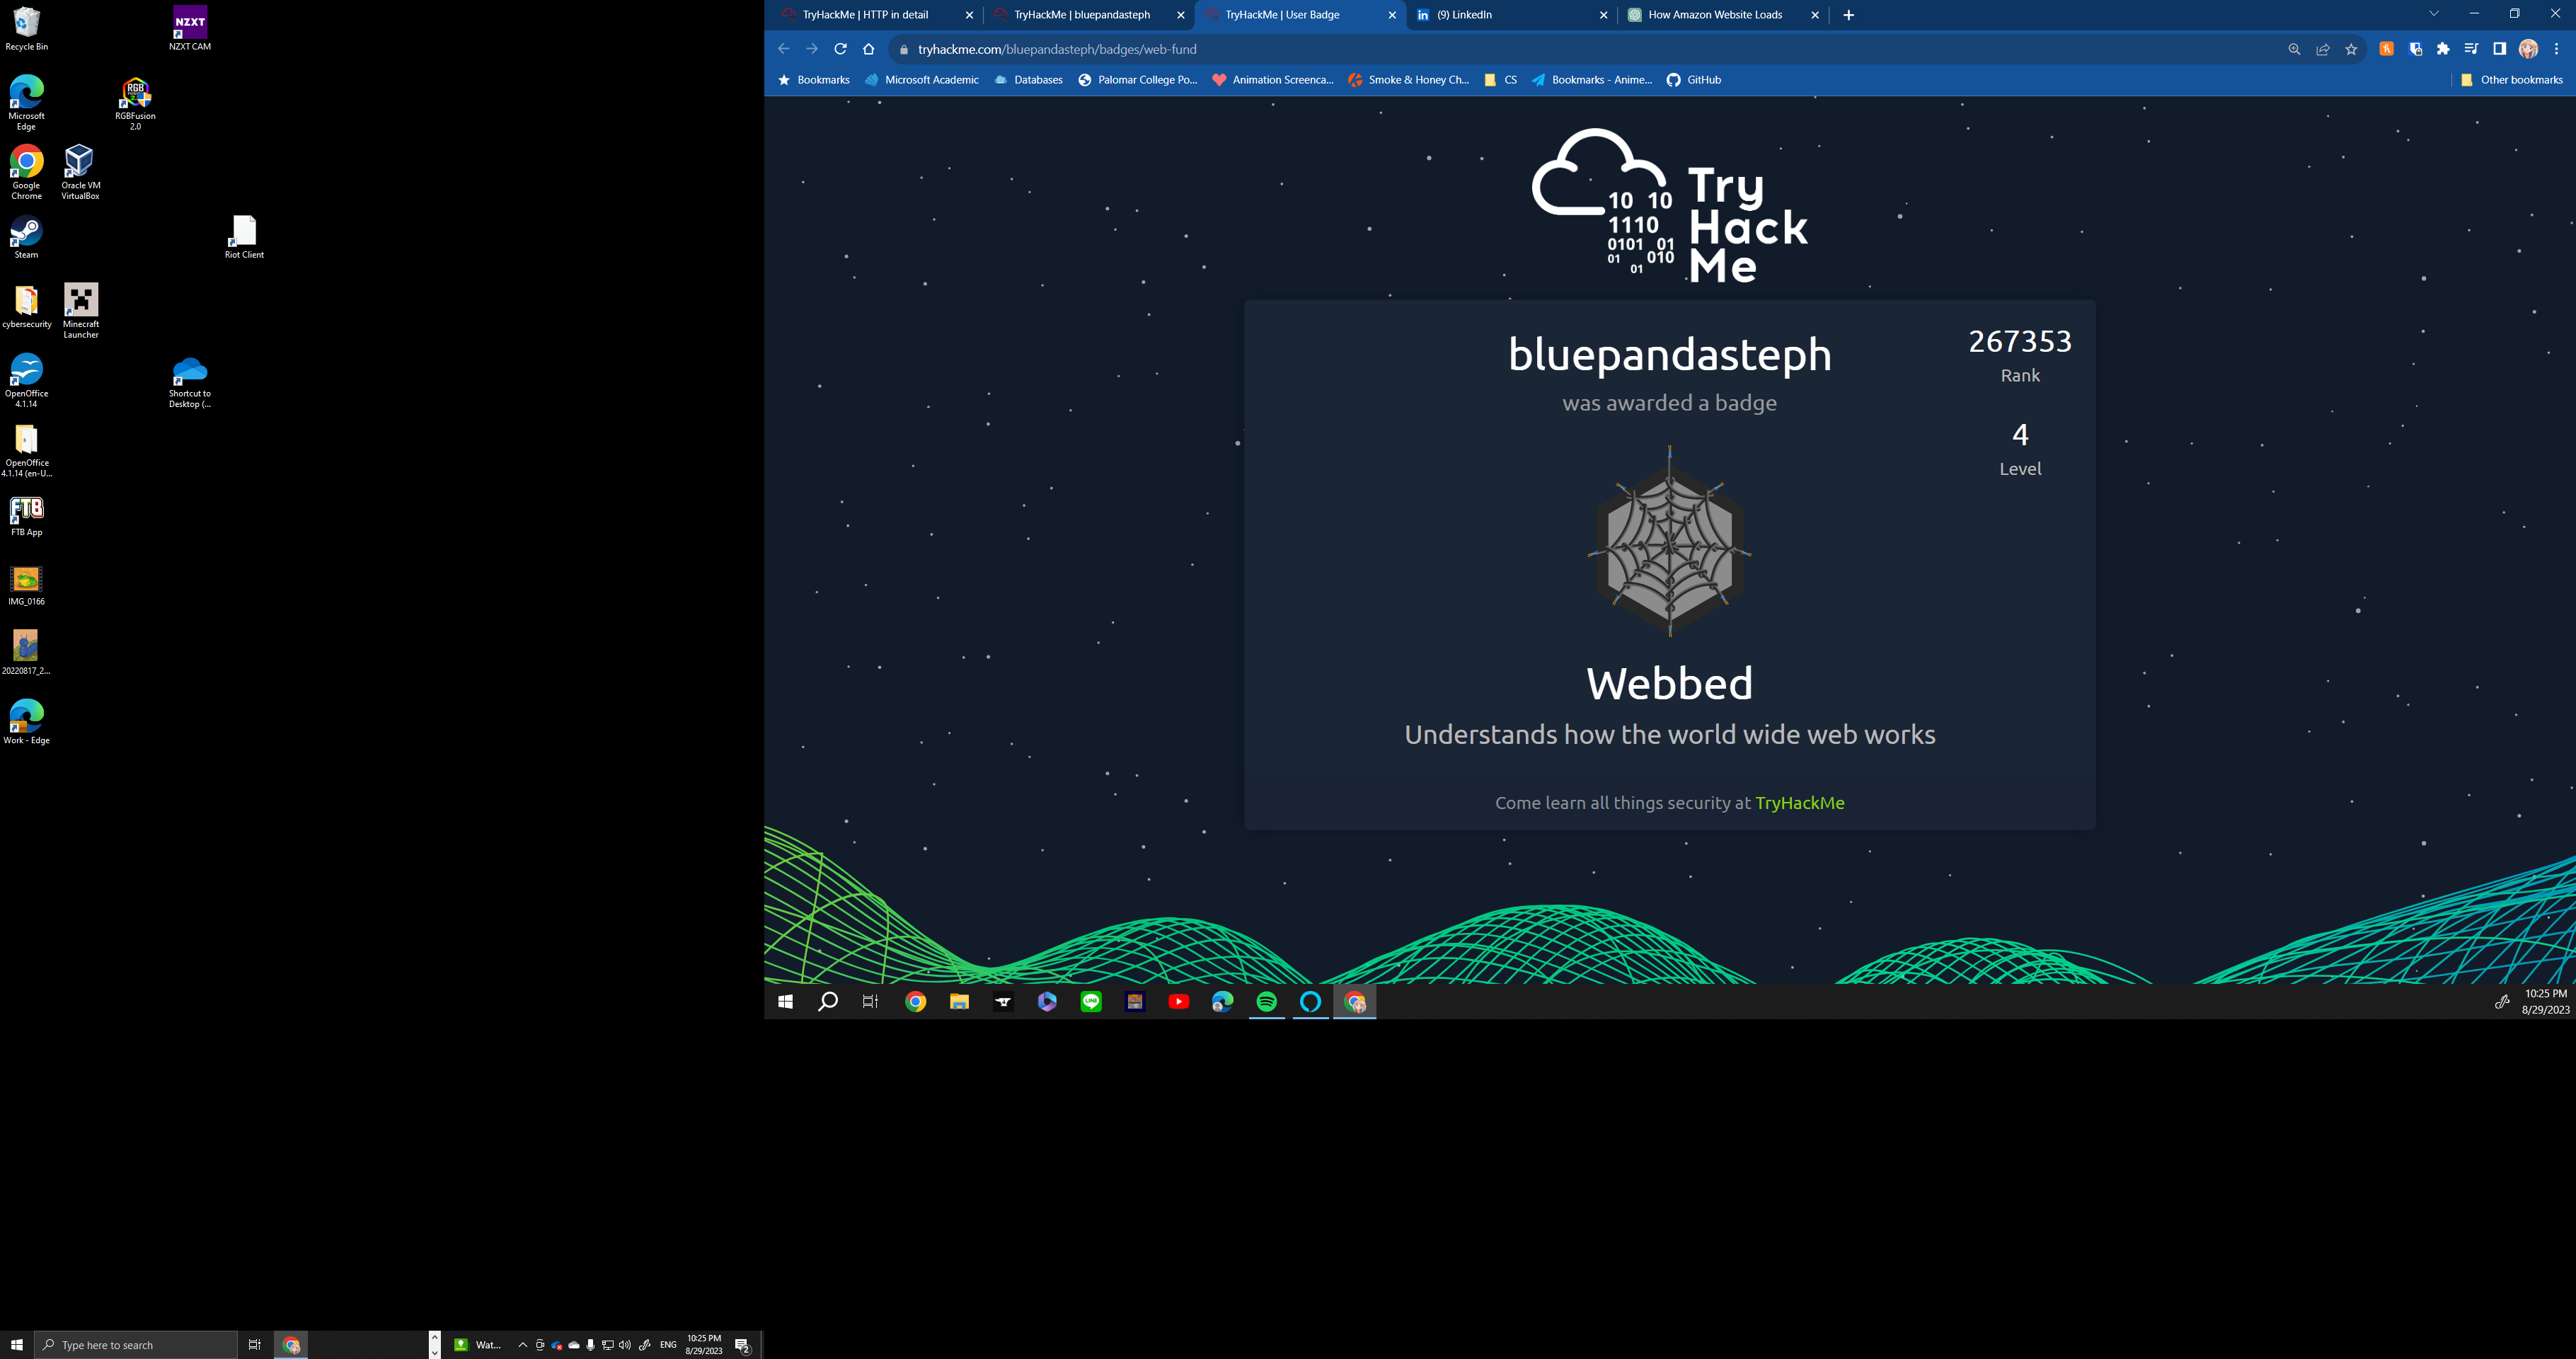 Recycle Bin
NZXT
NZXT CAM
Microsoft
Edge
RGB
RGBFusion
2.0
Google
Chrome
Oracle VM
VirtualBox
Steam
Riot Client
cybersecurity
Minecraft
Launcher
OpenOffice
4.1.14
Shortcut to
Desktop (...
OpenOffice
4.1.14 (en-U...
FTB
FTB App
IMG_0166
20220817_2...
Work - Edge
TryHackMe | HTTP in detail
TryHackMe | bluepandasteph
TryHackMe | User Badge
in (9) LinkedIn
How Amazon Website Loads
tryhackme.com/bluepandasteph/badges/web-fund
Bookmarks
Microsoft Academic
Databases
Palomar College Po...
Animation Screenca...
Smoke & Honey Ch...
CS
Bookmarks - Anime...
GitHub
Other bookmarks
10 10
1110
0101 01
01 010
01
Try
Hack
Me
bluepandasteph
was awarded a badge
267353
Rank
4
Level
Webbed
Understands how the world wide web works
Come learn all things security at TryHackMe
LINE
10:25 PM
8/29/2023
Type here to search
Wat...
ENG
10:25 PM
8/29/2023
2